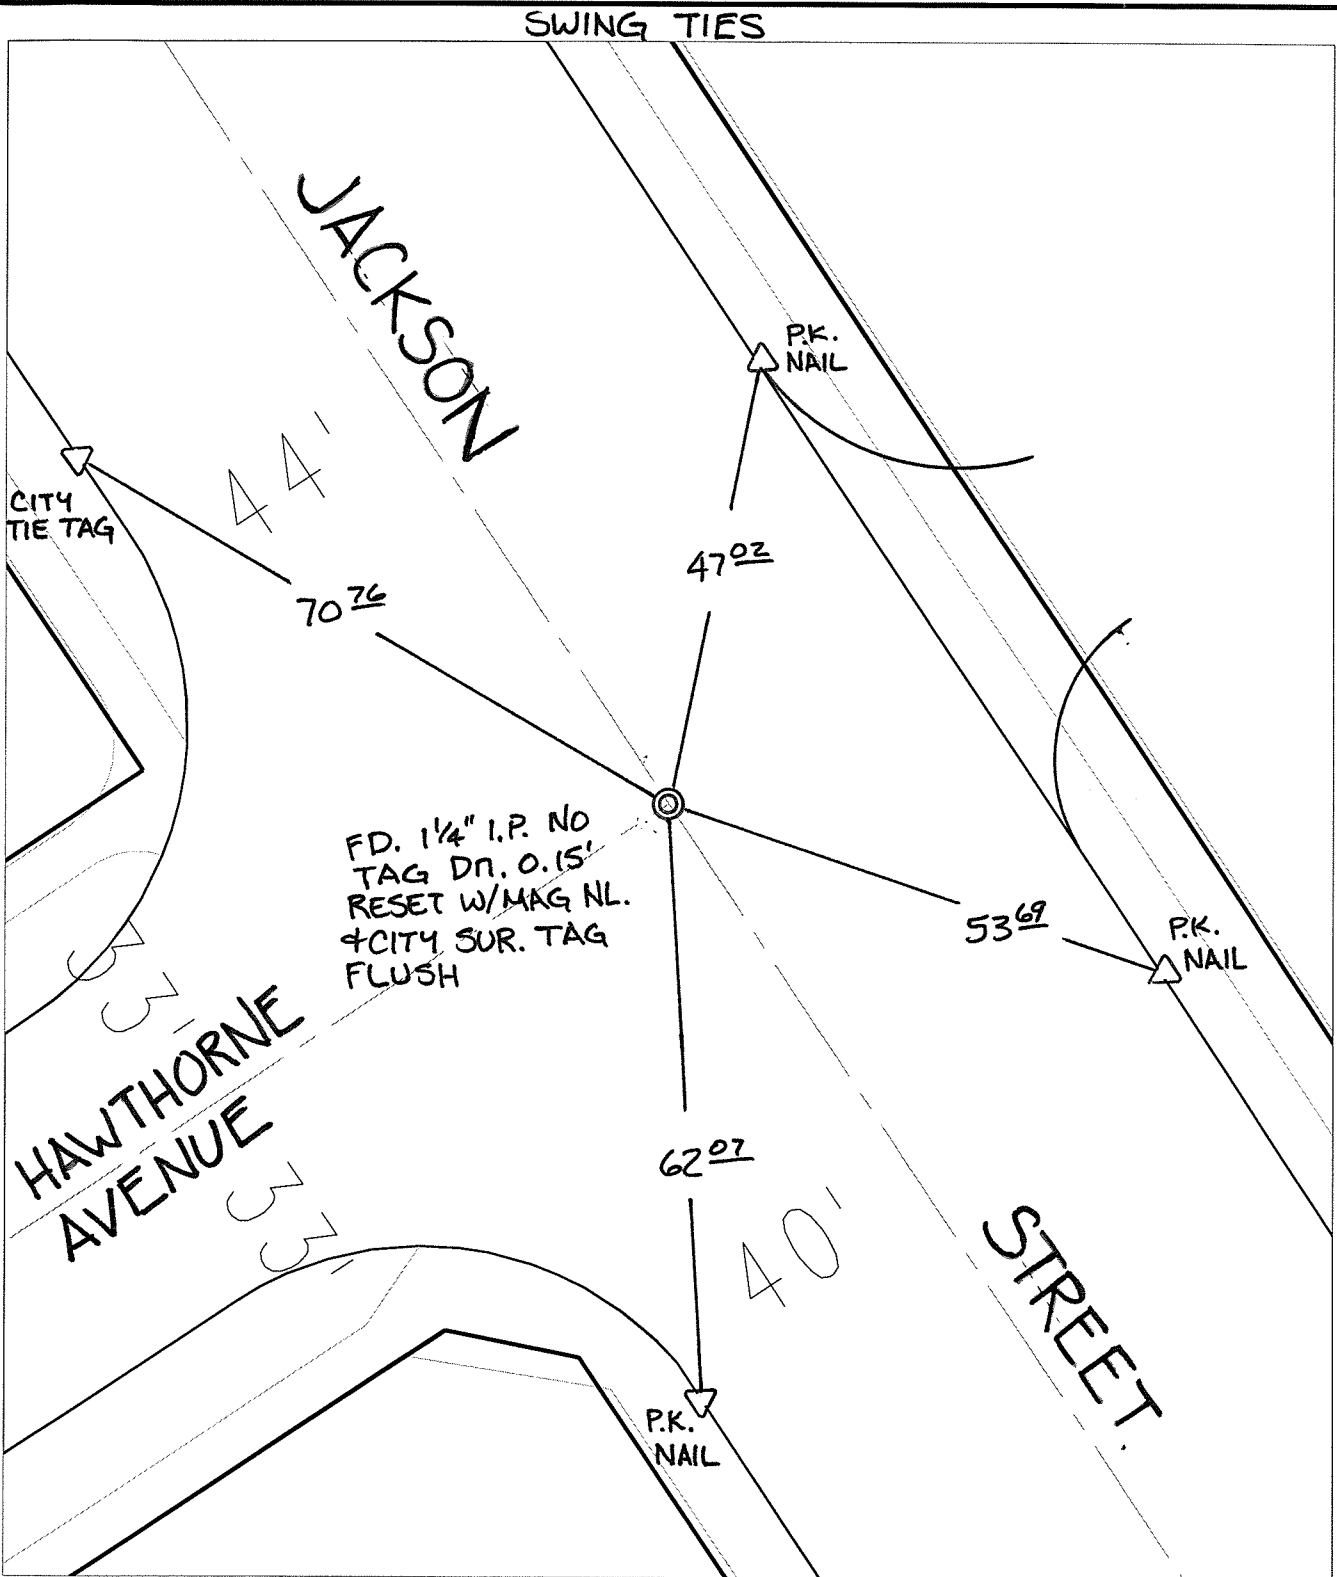 SWING TIES
JACKSON
P.K.
NAIL
44'
CITY
TIE TAG
47 02
70 76
FD. 1 1/4" I.P. NO
TAG DN. 0.15'
RESET W/MAG NL.
& CITY SUR. TAG
FLUSH
53 69
P.K.
NAIL
33'
HAWTHORNE
AVENUE
33'
62 07
40'
STREET
P.K.
NAIL